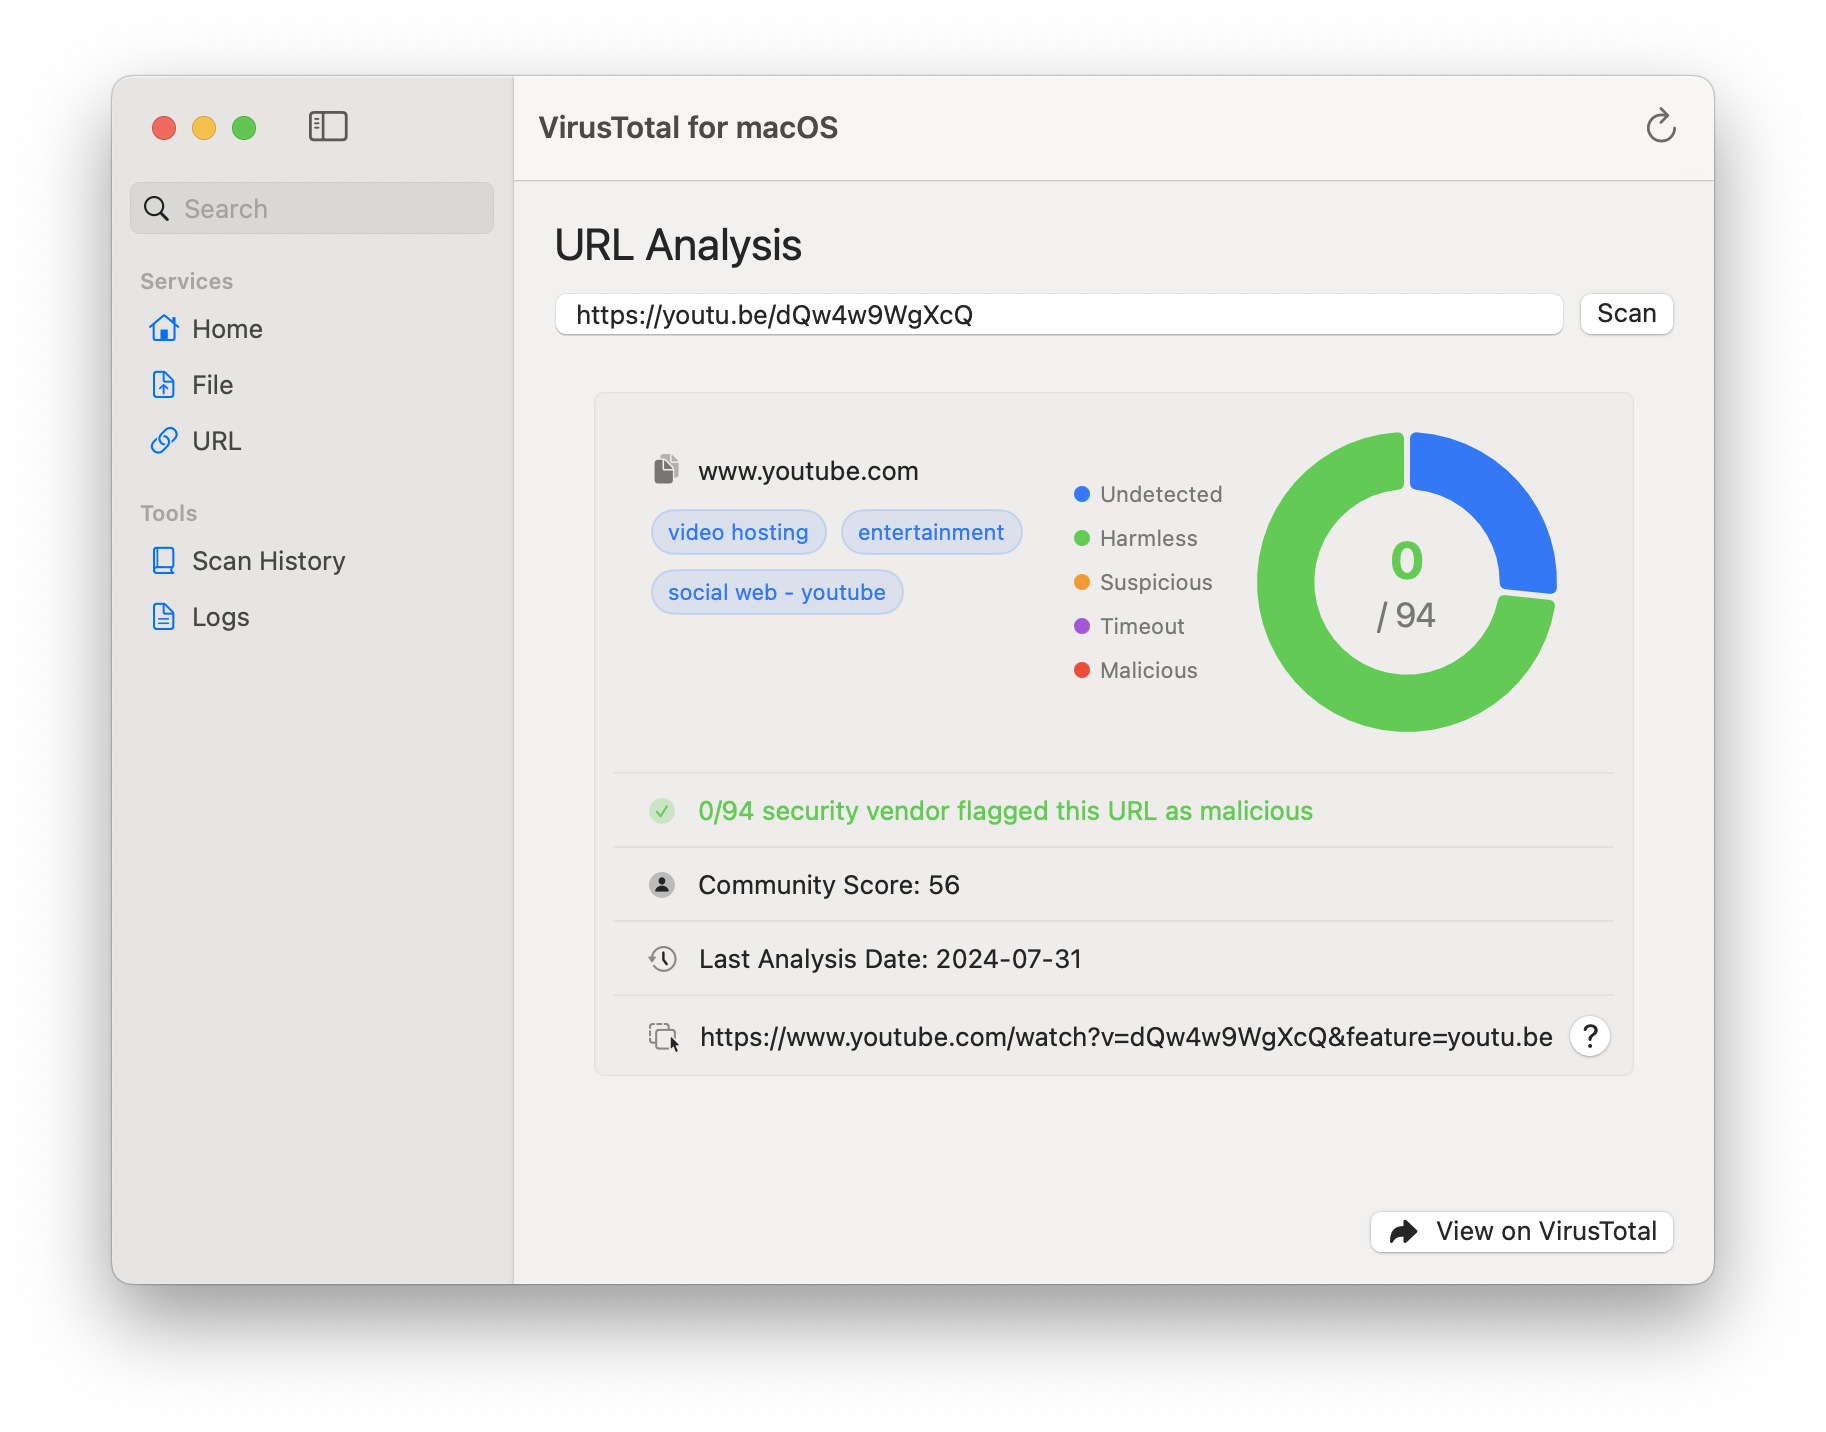 VirusTotal for macOS
Search
Services
Home
File
URL
Tools
Scan History
Logs
URL Analysis
https://youtu.be/dQw4w9WgXcQ
Scan
www.youtube.com
video hosting
entertainment
social web - youtube
Undetected
Harmless
Suspicious
Timeout
Malicious
0
/ 94
0/94 security vendor flagged this URL as malicious
Community Score: 56
Last Analysis Date: 2024-07-31
https://www.youtube.com/watch?v=dQw4w9WgXcQ&feature=youtu.be
?
View on VirusTotal